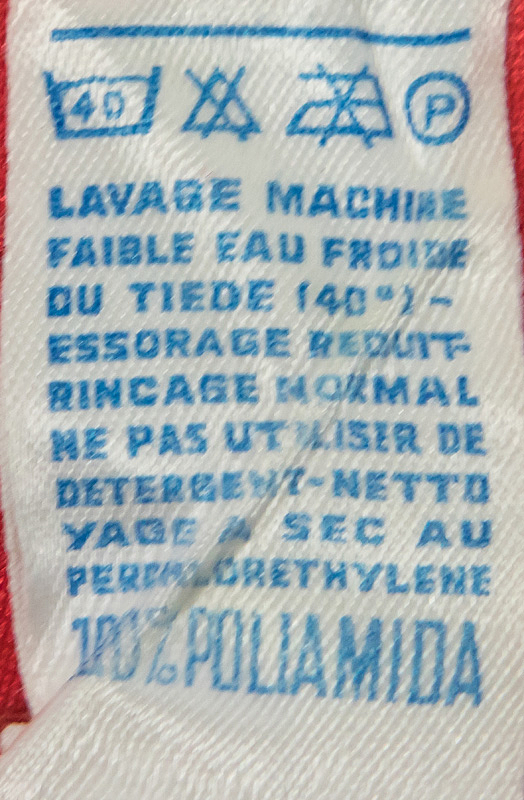 40 P
LAVAGE MACHINE
FAIBLE EAU FROIDE
OU TIEDE (40°)-
ESSORAGE REDUIT-
RINCAGE NORMAL
NE PAS UTILISER DE
DETERGENT-NETTO
YAGE A SEC AU
PERCHLORETHYLENE
100% POLIAMIDA